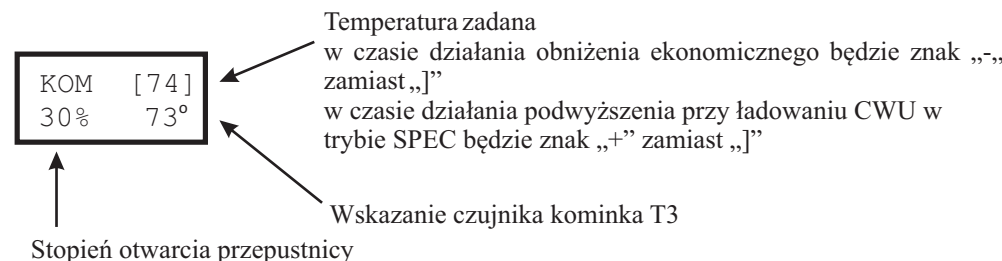 Temperatura zadana
w czasie działania obniżenia ekonomicznego będzie znak „-„
zamiast „]”
w czasie działania podwyższenia przy ładowaniu CWU w
trybie SPEC będzie znak „+” zamiast „]”
KOM [74]
30% 73°
Wskazanie czujnika kominka T3
Stopień otwarcia przepustnicy